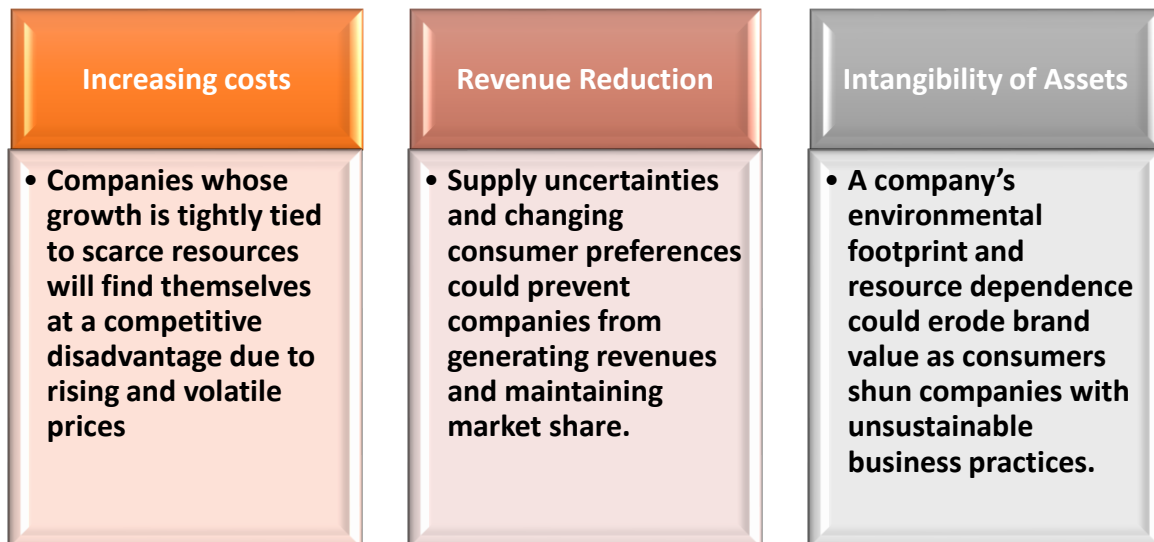 Increasing costs
• Companies whose
growth is tightly tied
to scarce resources
will find themselves
at a competitive
disadvantage due to
rising and volatile
prices
Revenue Reduction
• Supply uncertainties
and changing
consumer preferences
could prevent
companies from
generating revenues
and maintaining
market share.
Intangibility of Assets
• A company’s
environmental
footprint and
resource dependence
could erode brand
value as consumers
shun companies with
unsustainable
business practices.